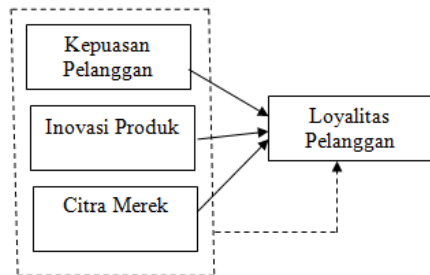 Kepuasan
Pelanggan
Inovasi Produk
Loyalitas
Pelanggan
Citra Merek